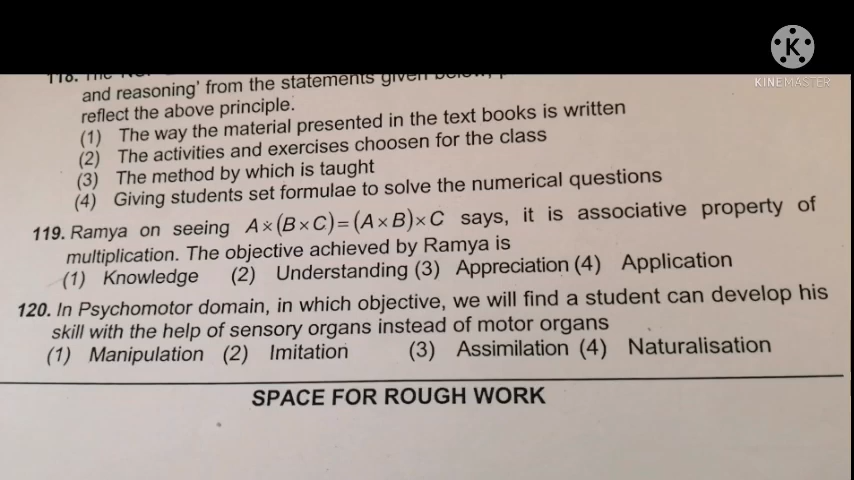 K
KINEMASTER
and reasoning' from the statements given
reflect the above principle.
(1) The way the material presented in the text books is written
(2) The activities and exercises choosen for the class
(3) The method by which is taught
(4) Giving students set formulae to solve the numerical questions
119. Ramya on seeing A×(B×C)=(A×B)×C says, it is associative property of
multiplication. The objective achieved by Ramya is
(1) Knowledge (2) Understanding (3) Appreciation (4) Application
120. In Psychomotor domain, in which objective, we will find a student can develop his
skill with the help of sensory organs instead of motor organs
(1) Manipulation (2) Imitation (3) Assimilation (4) Naturalisation
SPACE FOR ROUGH WORK